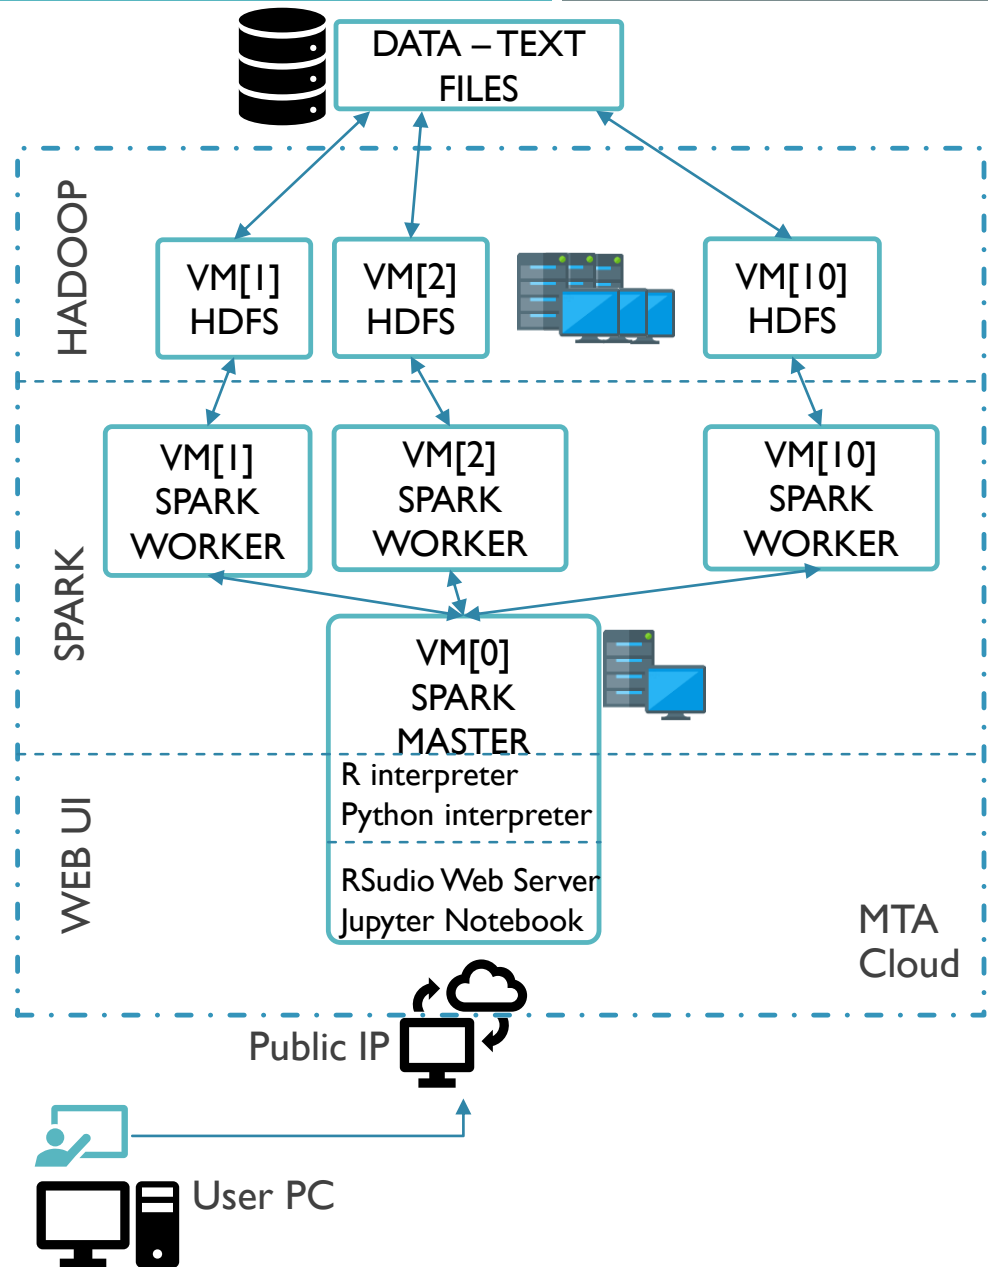 DATA – TEXT
FILES
HADOOP
VM[1]
HDFS
VM[2]
HDFS
VM[10]
HDFS
SPARK
VM[1]
SPARK
WORKER
VM[2]
SPARK
WORKER
VM[10]
SPARK
WORKER
VM[0]
SPARK
MASTER
WEB UI
R interpreter
Python interpreter
RSudio Web Server
Jupyter Notebook
MTA
Cloud
Public IP
User PC